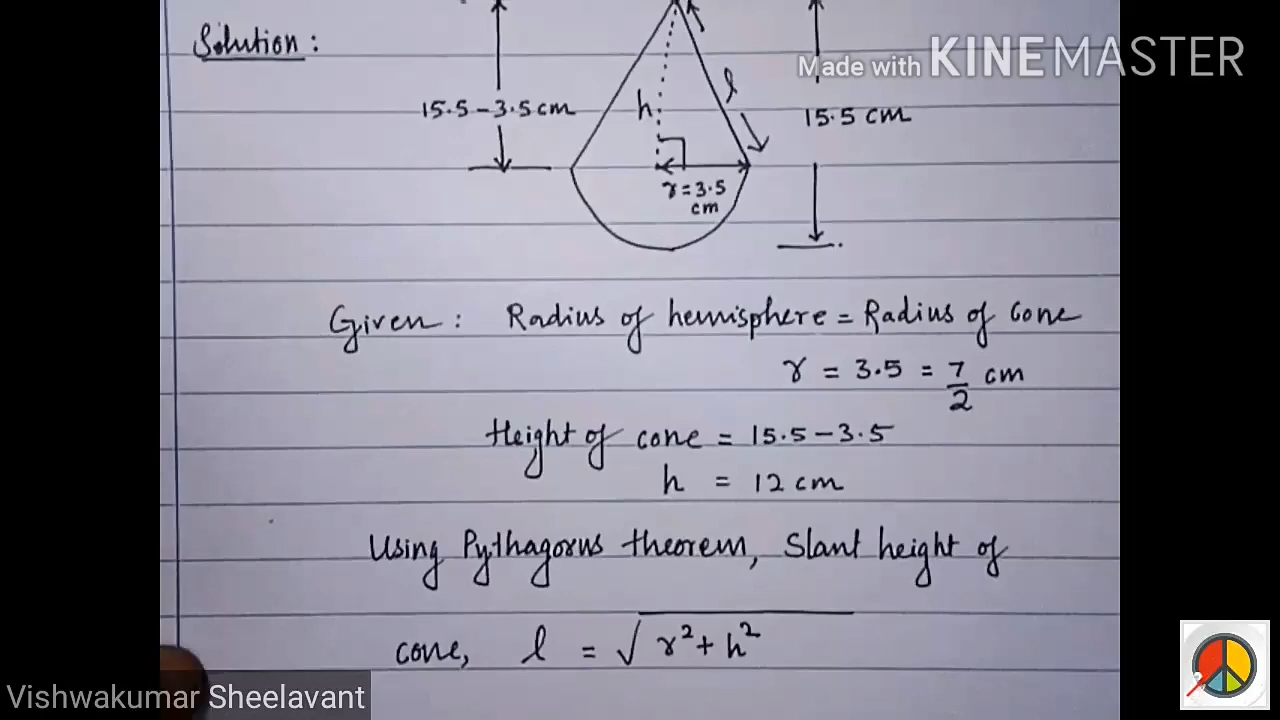 Solution :
Made with KINEMASTER
15.5 – 3.5 cm
h
l
15.5 cm
r = 3.5
cm
Given : Radius of hemisphere = Radius of cone
r = 3.5 = 7/2 cm
Height of cone = 15.5 – 3.5
h = 12 cm
Using Pythagorus theorem, Slant height of
cone, l = √r² + h²
Vishwakumar Sheelavant